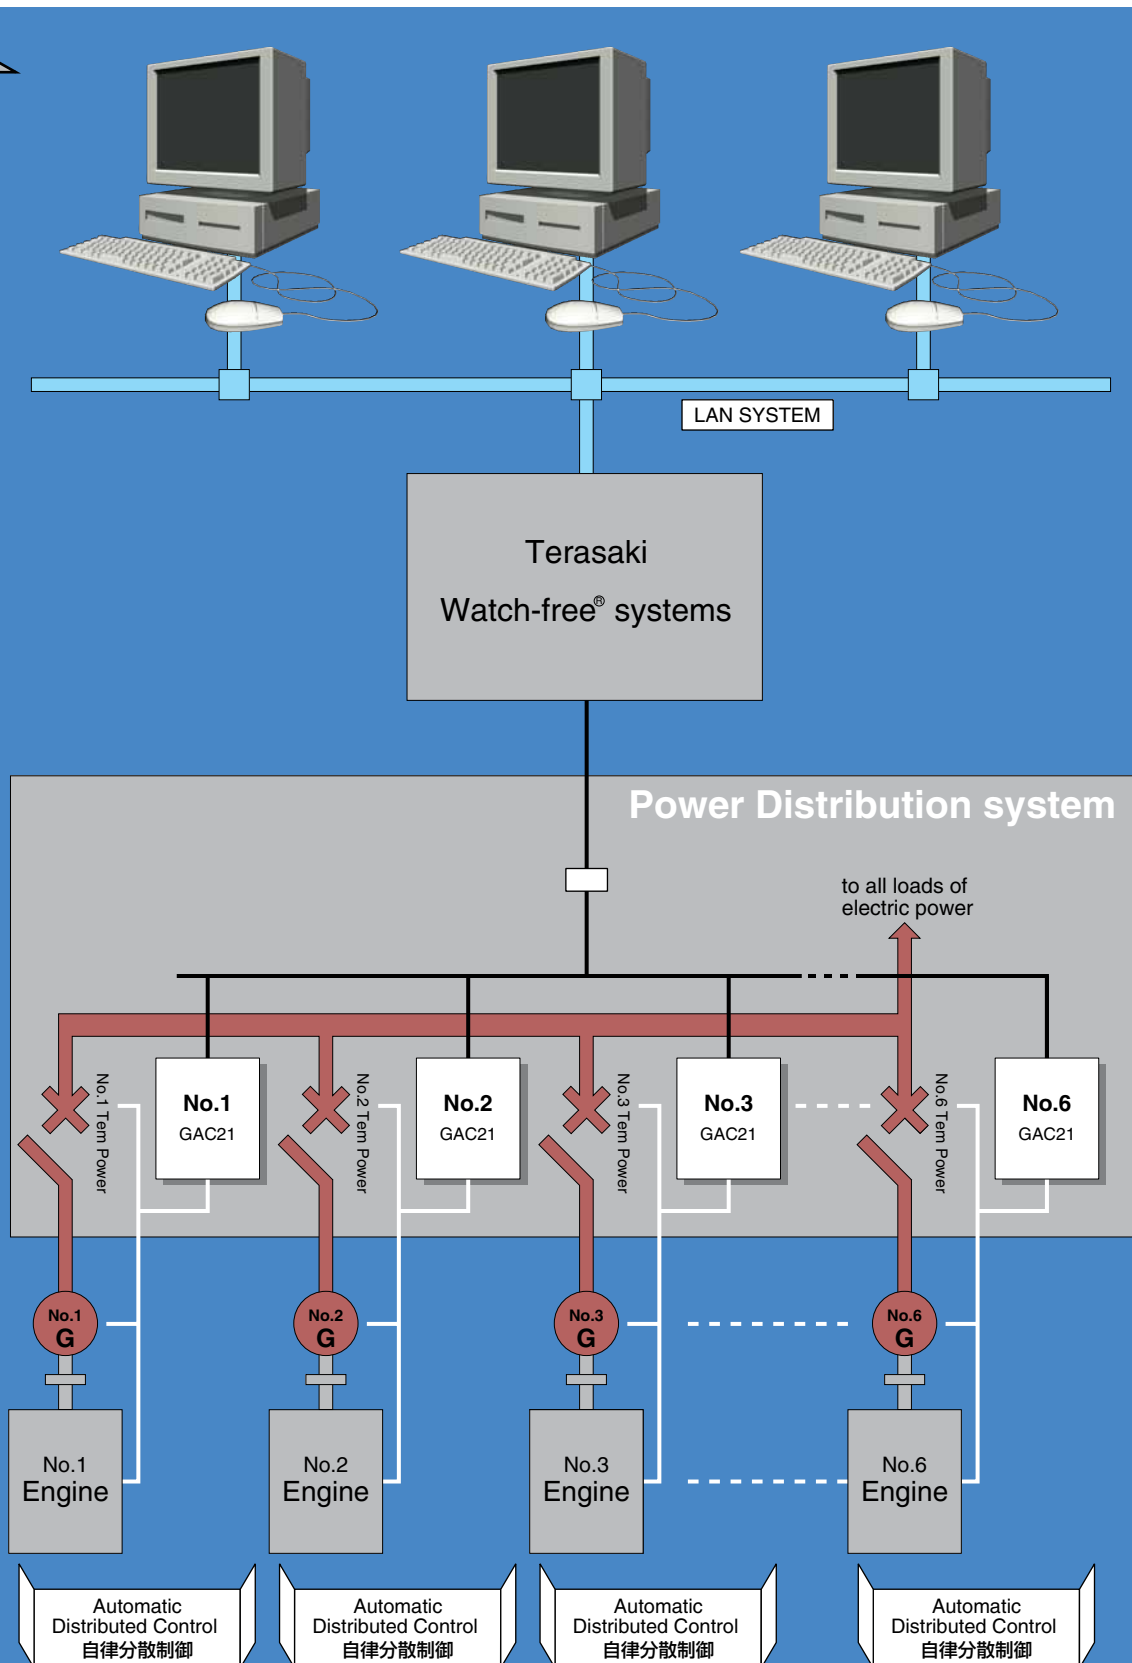 LAN SYSTEM
Terasaki
Watch-free® systems
Power Distribution system
to all loads of
electric power
No.1 Tem Power
No.1
GAC21
No.2 Tem Power
No.2
GAC21
No.3 Tem Power
No.3
GAC21
No.6 Tem Power
No.6
GAC21
No.1
G
No.2
G
No.3
G
No.6
G
No.1
Engine
No.2
Engine
No.3
Engine
No.6
Engine
Automatic
Distributed Control
自律分散制御
Automatic
Distributed Control
自律分散制御
Automatic
Distributed Control
自律分散制御
Automatic
Distributed Control
自律分散制御